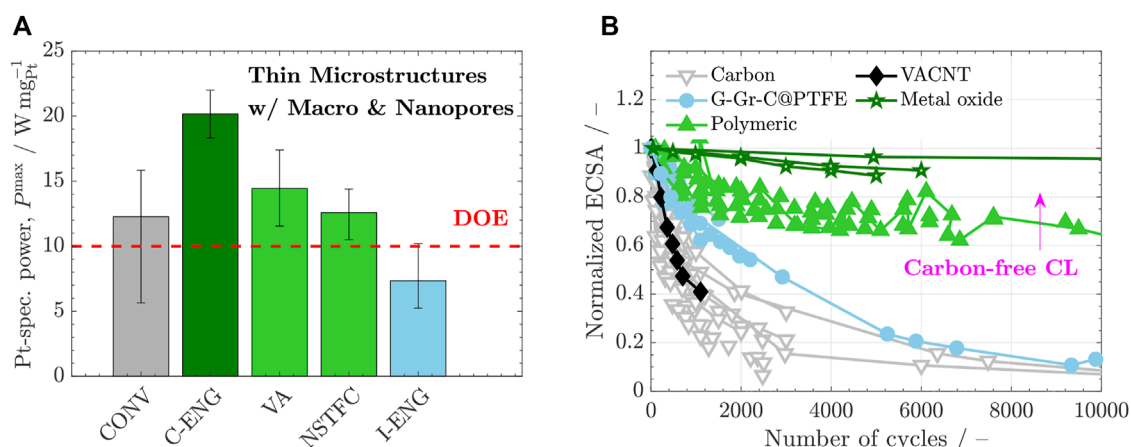 A
Pt-spec. power, P^max / W mg_Pt^−1
25
20
15
10
5
0
Thin Microstructures
w/ Macro & Nanopores
DOE
CONV
C-ENG
VA
NSTFC
I-ENG
B
Normalized ECSA / –
1.2
1
0.8
0.6
0.4
0.2
0
Carbon
G-Gr-C@PTFE
Polymeric
VACNT
Metal oxide
Carbon-free CL
0
2000
4000
6000
8000
10000
Number of cycles / –